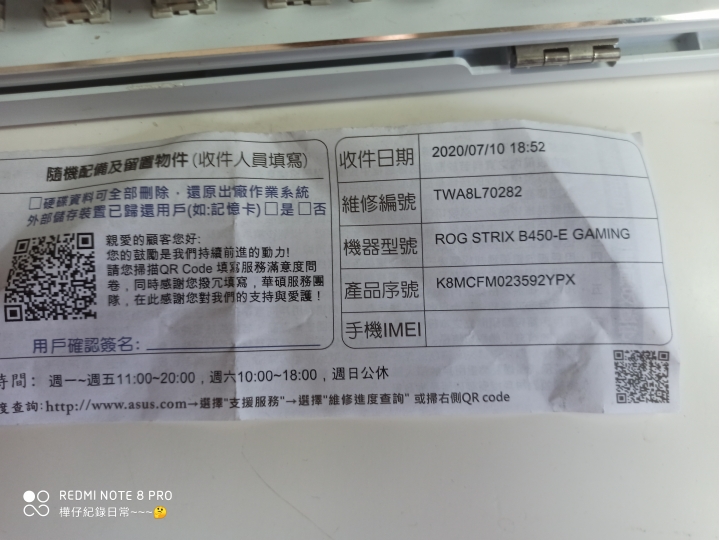 隨機配備及留置物件(收件人員填寫)
□硬碟資料可全部刪除,還原出廠作業系統
外部儲存裝置已歸還用戶(如:記憶卡)□是 □否
親愛的顧客您好:
您的鼓勵是我們持續前進的動力!
請您掃描QR Code 填寫服務滿意度問
卷,同時感謝您撥冗填寫,華碩服務團
隊,在此感謝您對我們的支持與愛護!
用戶確認簽名:
收件日期 2020/07/10 18:52
維修編號 TWA8L70282
機器型號 ROG STRIX B450-E GAMING
產品序號 K8MCFM023592YPX
手機IMEI
時間: 週一~週五11:00~20:00,週六10:00~18:00,週日公休
度查詢:http://www.asus.com→選擇"支援服務"→選擇"維修進度查詢" 或掃右側QR code
REDMI NOTE 8 PRO
樺仔紀錄日常~~~🤔